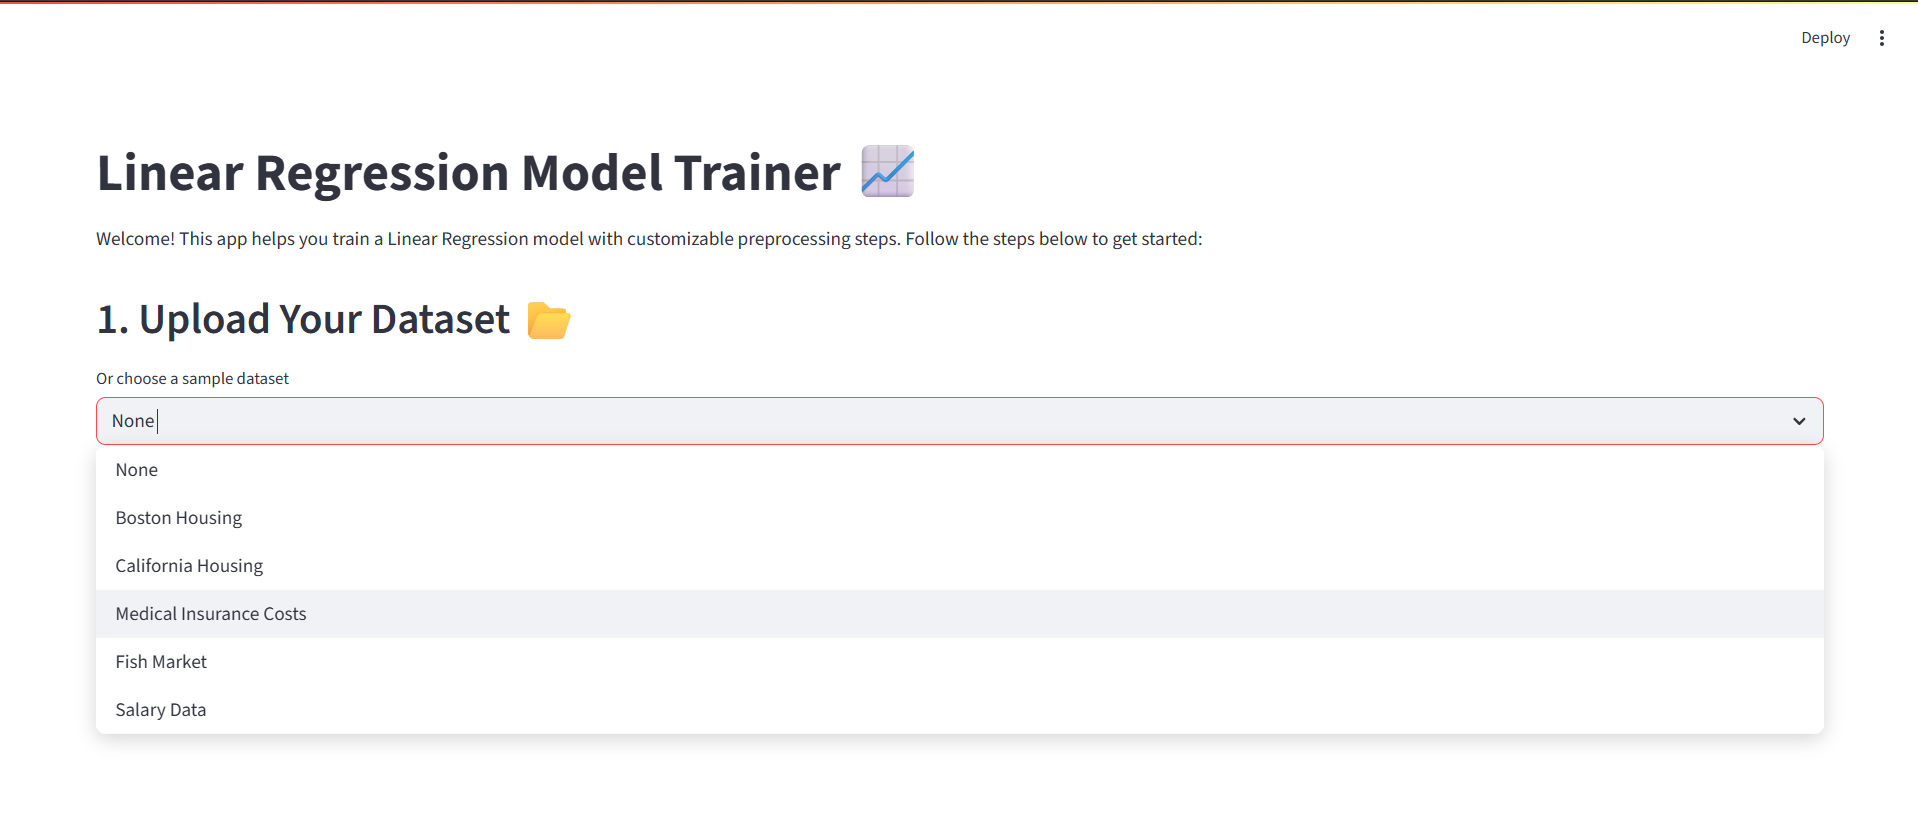 Deploy
Linear Regression Model Trainer
Welcome! This app helps you train a Linear Regression model with customizable preprocessing steps. Follow the steps below to get started:
1. Upload Your Dataset
Or choose a sample dataset
None
None
Boston Housing
California Housing
Medical Insurance Costs
Fish Market
Salary Data